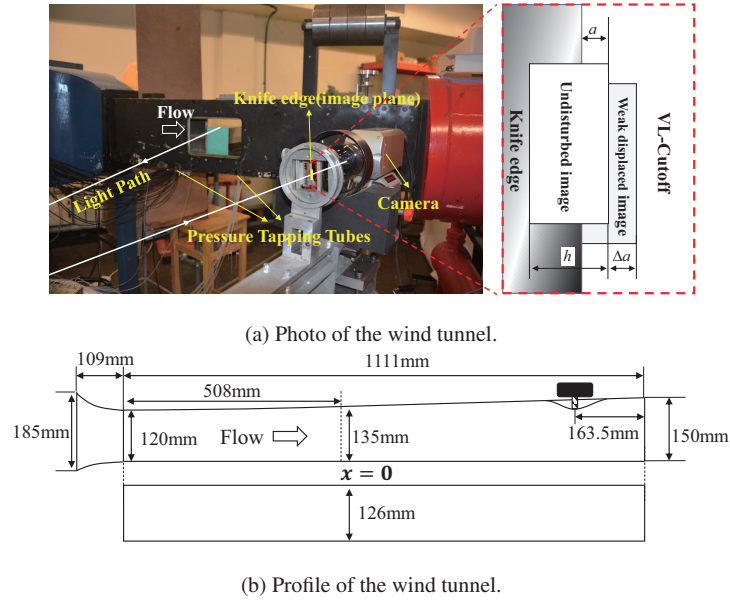 Knife edge(image plane)
Flow
Light Path
Camera
Pressure Tapping Tubes
a
Knife edge
Undisturbed image
Weak displaced image
VL-Cutoff
h
Δa
(a) Photo of the wind tunnel.
109mm
1111mm
508mm
185mm
120mm
Flow
135mm
163.5mm
150mm
x = 0
126mm
(b) Profile of the wind tunnel.